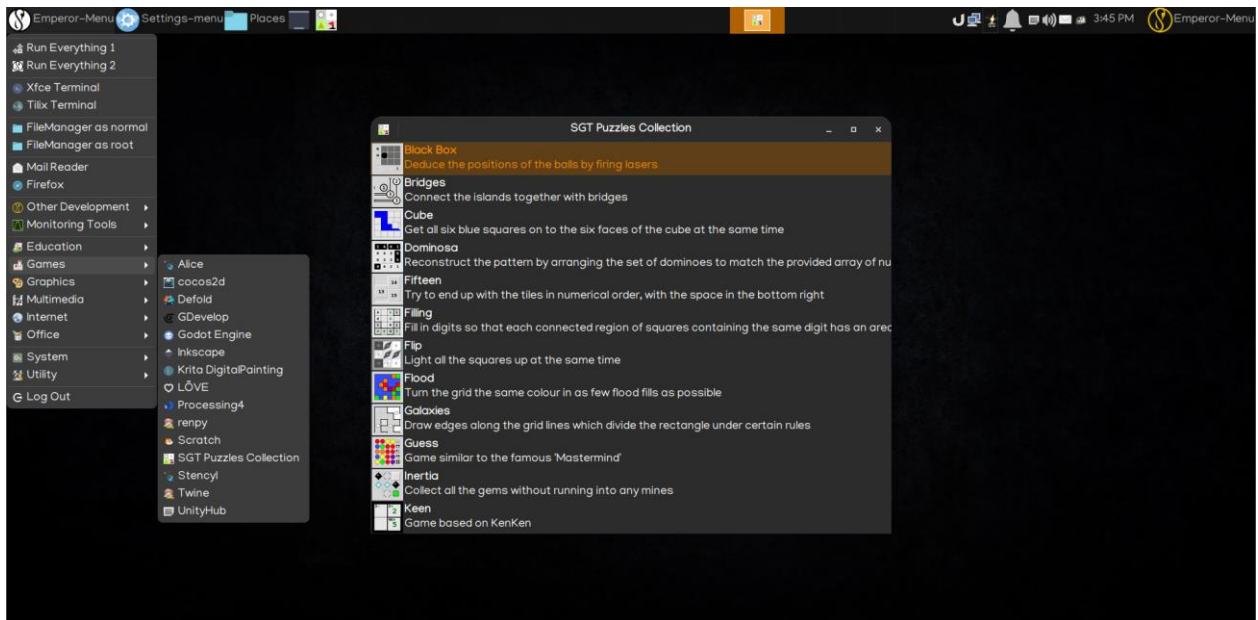 Emperor-Menu Settings-menu Places 3:45 PM Emperor-Menu
Run Everything 1
Run Everything 2
Xfce Terminal
Tilix Terminal
FileManager as normal
FileManager as root
Mail Reader
Firefox
Other Development
Monitoring Tools
Education
Games
Graphics
Multimedia
Internet
Office
System
Utility
Log Out
Alice
cocos2d
Defold
GDevelop
Godot Engine
Inkscape
Krita DigitalPainting
LÖVE
Processing4
renpy
Scratch
SGT Puzzles Collection
Stencyl
Twine
UnityHub
SGT Puzzles Collection
Black Box
Deduce the positions of the balls by firing lasers
Bridges
Connect the islands together with bridges
Cube
Get all six blue squares on to the six faces of the cube at the same time
Dominosa
Reconstruct the pattern by arranging the set of dominoes to match the provided array of nu
Fifteen
Try to end up with the tiles in numerical order, with the space in the bottom right
Filling
Fill in digits so that each connected region of squares containing the same digit has an area
Flip
Light all the squares up at the same time
Flood
Turn the grid the same colour in as few flood fills as possible
Galaxies
Draw edges along the grid lines which divide the rectangle under certain rules
Guess
Game similar to the famous 'Mastermind'
Inertia
Collect all the gems without running into any mines
Keen
Game based on KenKen